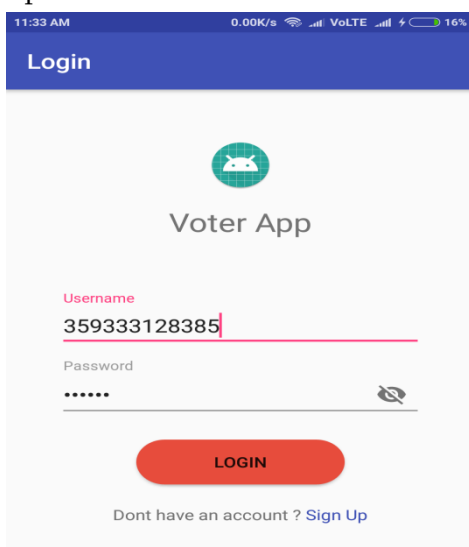 11:33 AM 0.00K/s VoLTE 16%
Login
Voter App
Username
359333128385
Password
••••••
LOGIN
Dont have an account ? Sign Up